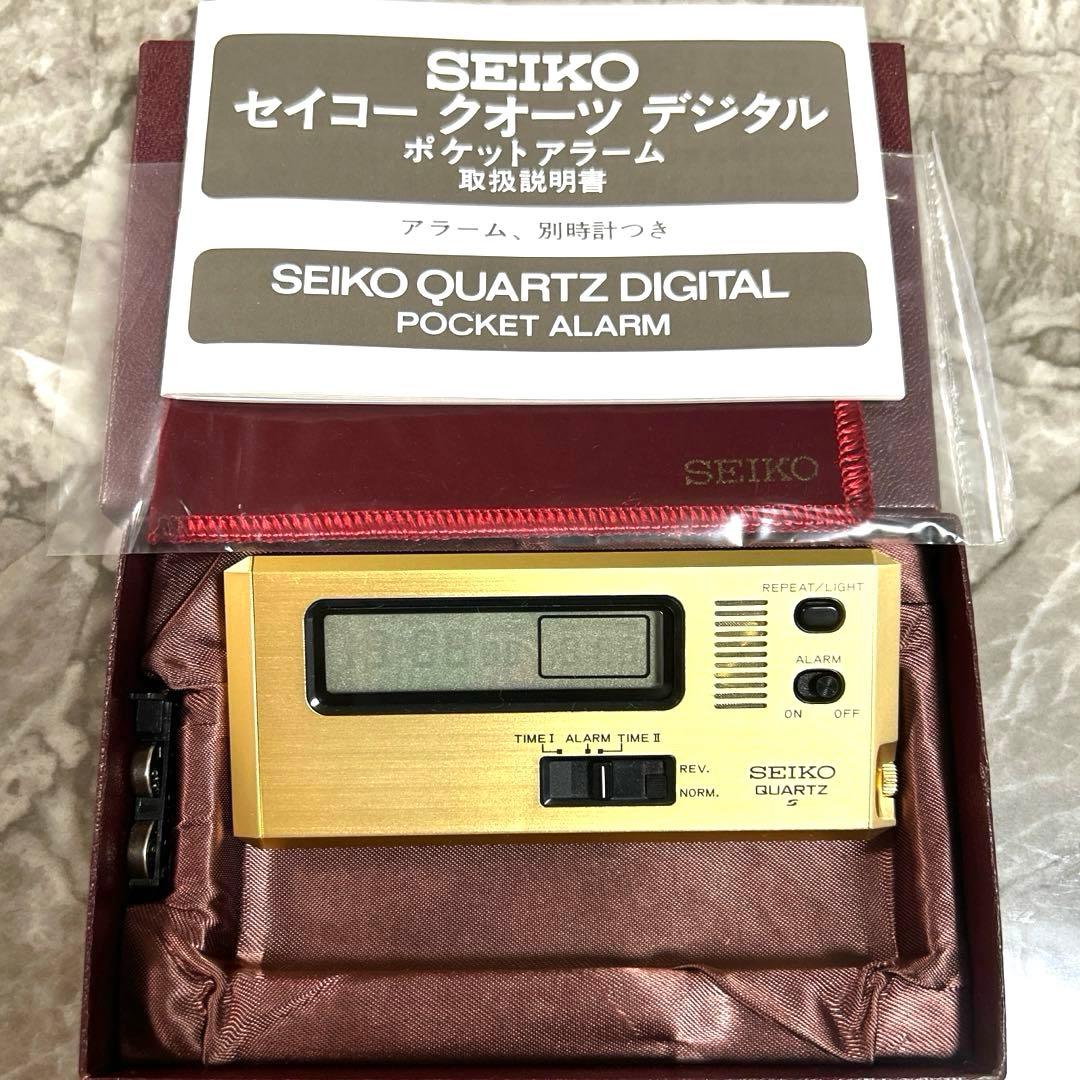 SEIKO
セイコー クオーツ デジタル
ポケットアラーム
取扱説明書
アラーム、別時計つき
SEIKO QUARTZ DIGITAL
POCKET ALARM
SEIKO
REPEAT/LIGHT
ALARM
ON OFF
TIME I ALARM TIME II
REV.
NORM.
SEIKO
QUARTZ